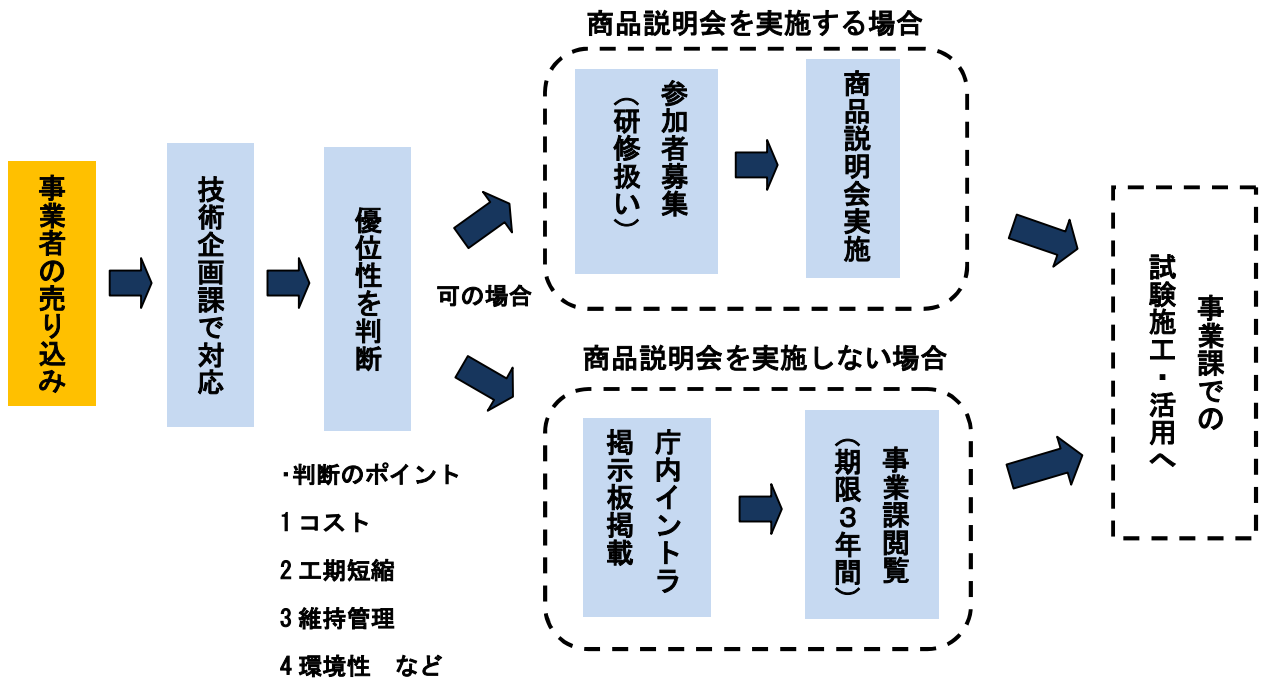 事業者の売り込み
技術企画課で対応
優位性を判断
・判断のポイント
1 コスト
2 工期短縮
3 維持管理
4 環境性　など
可の場合
商品説明会を実施する場合
参加者募集
（研修扱い）
商品説明会実施
商品説明会を実施しない場合
庁内イントラ
掲示板掲載
事業課閲覧
（期限３年間）
事業課での
試験施工・活用へ